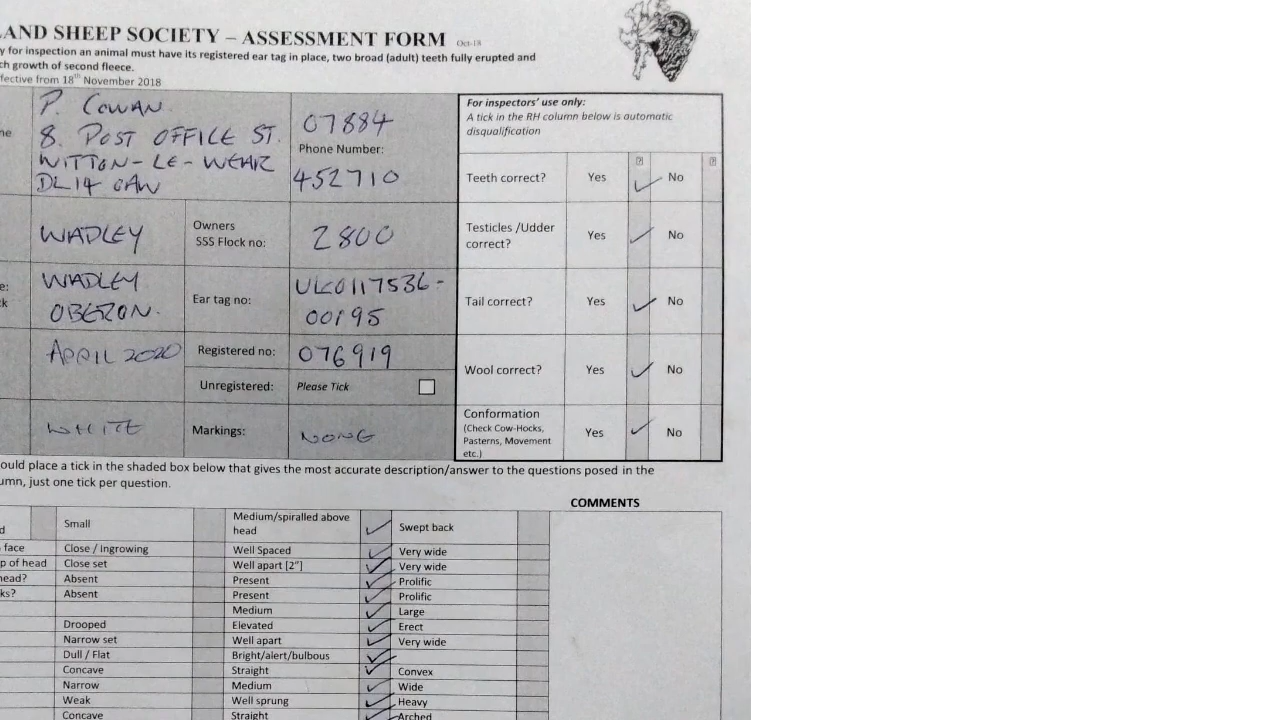 LAND SHEEP SOCIETY – ASSESSMENT FORM Oct-18
y for inspection an animal must have its registered ear tag in place, two broad (adult) teeth fully erupted and
ch growth of second fleece.
fective from 18th November 2018
For inspectors' use only:
A tick in the RH column below is automatic
disqualification
me
P. COWAN
8. POST OFFICE ST.
WITTON-LE-WEAR
DL14 0AW
07884
Phone Number:
452710
Teeth correct? Yes No
WADLEY
Owners
SSS Flock no:
2800
Testicles /Udder
correct?
Yes No
e:
k
WADLEY
OBERON.
Ear tag no:
UK0117536-
00195
Tail correct? Yes No
APRIL 2020
Registered no: 076919
Unregistered: Please Tick
Wool correct? Yes No
WHITE
Markings: NONE
Conformation
(Check Cow-Hocks,
Pasterns, Movement
etc.)
Yes No
ould place a tick in the shaded box below that gives the most accurate description/answer to the questions posed in the
umn, just one tick per question.
COMMENTS
d Small Medium/spiralled above
head
Swept back
face Close / Ingrowing Well Spaced Very wide
p of head Close set Well apart [2"] Very wide
head? Absent Present Prolific
ks? Absent Present Prolific
Medium Large
Drooped Elevated Erect
Narrow set Well apart Very wide
Dull / Flat Bright/alert/bulbous
Concave Straight Convex
Narrow Medium Wide
Weak Well sprung Heavy
Concave Straight Arched